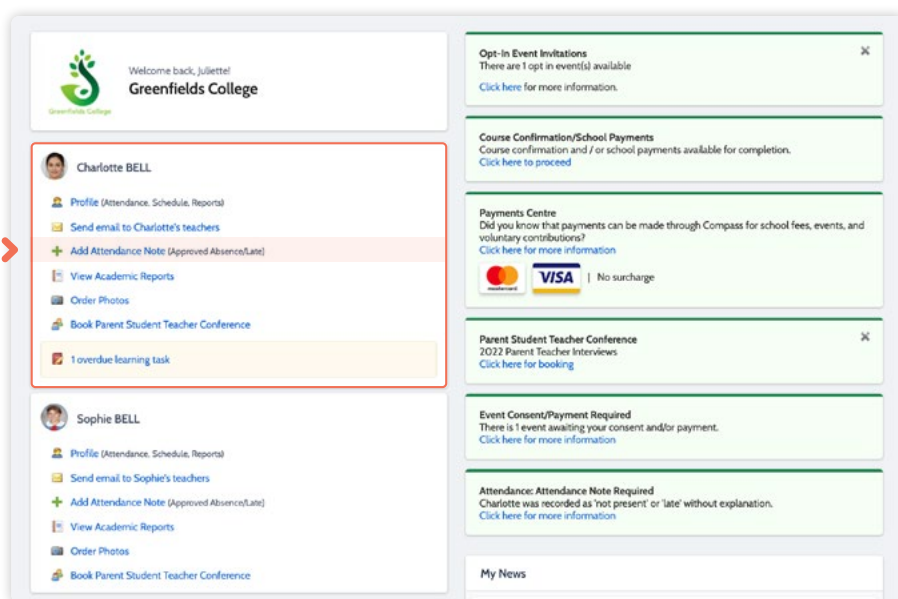 Greenfields College
Welcome back, Juliette!
Greenfields College
Charlotte BELL
Profile (Attendance, Schedule, Reports)
Send email to Charlotte's teachers
Add Attendance Note (Approved Absence/Late)
View Academic Reports
Order Photos
Book Parent Student Teacher Conference
1 overdue learning task
Sophie BELL
Profile (Attendance, Schedule, Reports)
Send email to Sophie's teachers
Add Attendance Note (Approved Absence/Late)
View Academic Reports
Order Photos
Book Parent Student Teacher Conference
Opt-In Event Invitations
There are 1 opt in event(s) available
Click here for more information.
Course Confirmation/School Payments
Course confirmation and / or school payments available for completion.
Click here to proceed
Payments Centre
Did you know that payments can be made through Compass for school fees, events, and
voluntary contributions?
Click here for more information
mastercard VISA | No surcharge
Parent Student Teacher Conference
2022 Parent Teacher Interviews
Click here for booking
Event Consent/Payment Required
There is 1 event awaiting your consent and/or payment.
Click here for more information
Attendance: Attendance Note Required
Charlotte was recorded as 'not present' or 'late' without explanation.
Click here for more information
My News